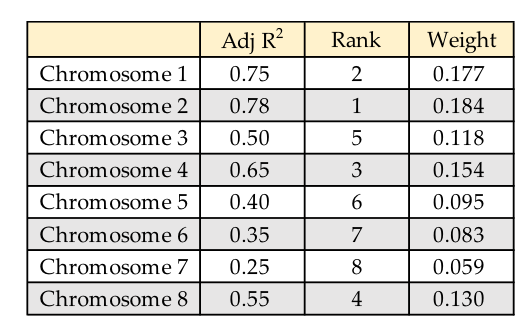 Adj R² Rank Weight
Chromosome 1 0.75 2 0.177
Chromosome 2 0.78 1 0.184
Chromosome 3 0.50 5 0.118
Chromosome 4 0.65 3 0.154
Chromosome 5 0.40 6 0.095
Chromosome 6 0.35 7 0.083
Chromosome 7 0.25 8 0.059
Chromosome 8 0.55 4 0.130